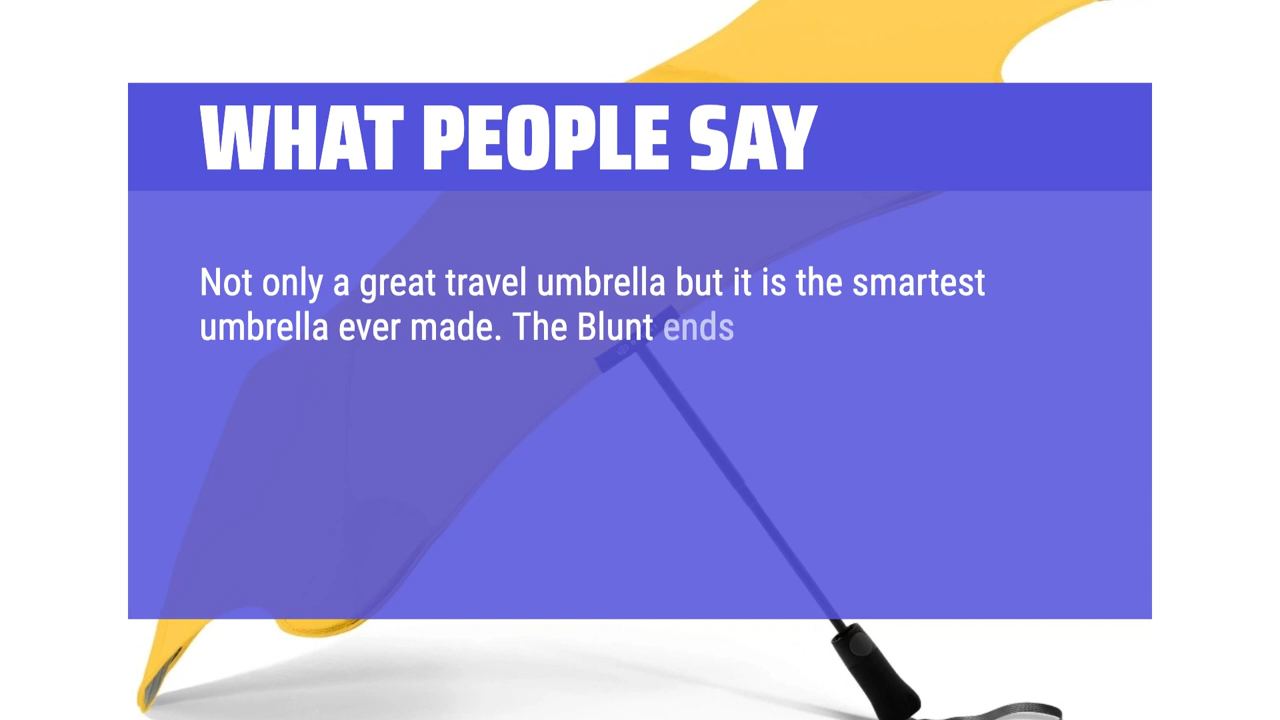 WHAT PEOPLE SAY
Not only a great travel umbrella but it is the smartest
umbrella ever made. The Blunt ends